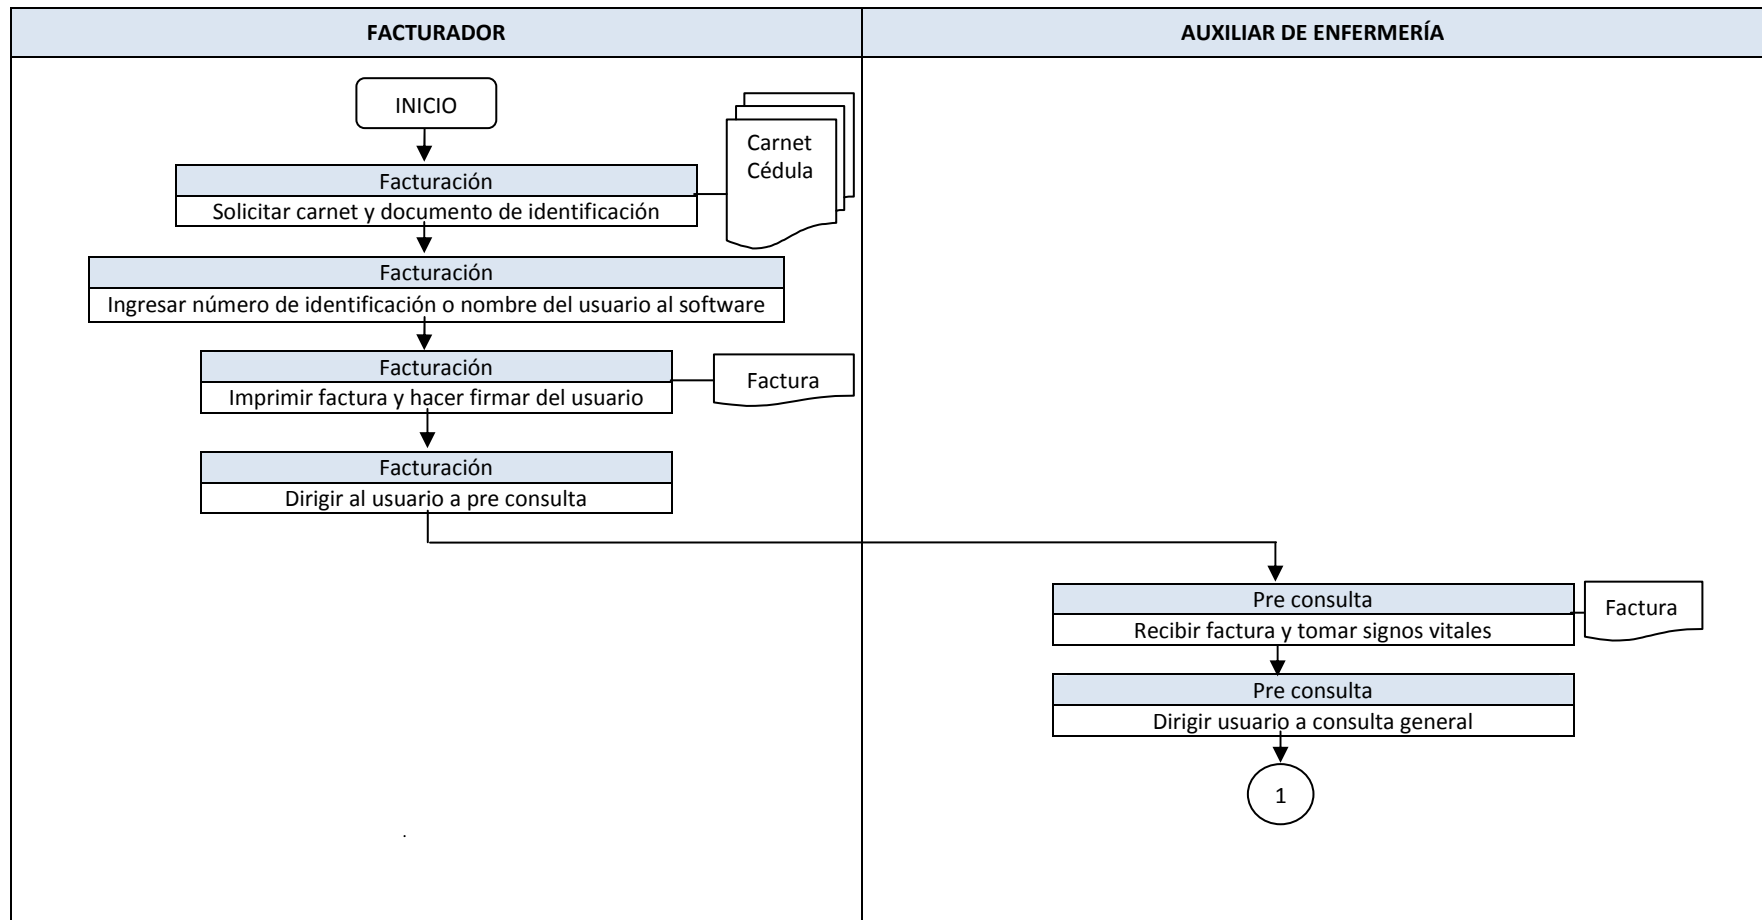 FACTURADOR
AUXILIAR DE ENFERMERÍA
INICIO
Carnet
Cédula
Facturación
Solicitar carnet y documento de identificación
Facturación
Ingresar número de identificación o nombre del usuario al software
Facturación
Imprimir factura y hacer firmar del usuario
Factura
Facturación
Dirigir al usuario a pre consulta
Pre consulta
Recibir factura y tomar signos vitales
Factura
Pre consulta
Dirigir usuario a consulta general
1
.